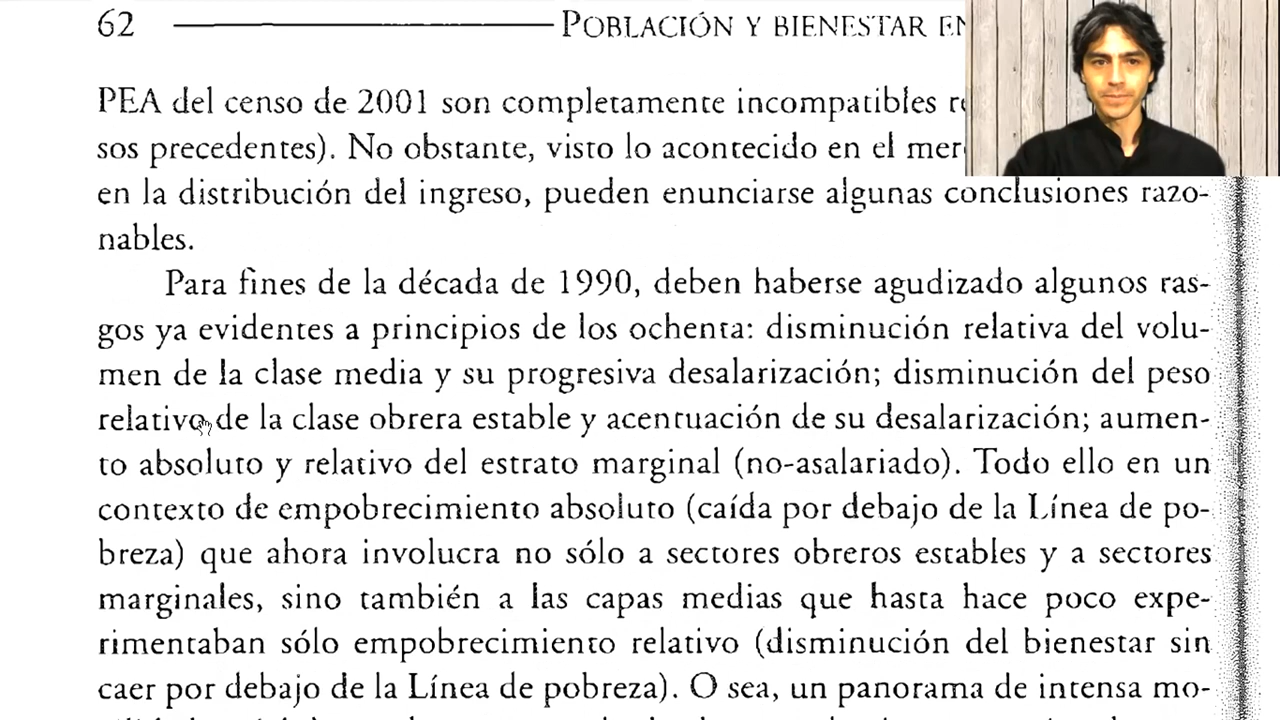 62 POBLACIÓN Y BIENESTAR EN
PEA del censo de 2001 son completamente incompatibles
sos precedentes). No obstante, visto lo acontecido en el
en la distribución del ingreso, pueden enunciarse algunas conclusiones razo-
nables.
Para fines de la década de 1990, deben haberse agudizado algunos ras-
gos ya evidentes a principios de los ochenta: disminución relativa del volu-
men de la clase media y su progresiva desalarización; disminución del peso
relativo de la clase obrera estable y acentuación de su desalarización; aumen-
to absoluto y relativo del estrato marginal (no-asalariado). Todo ello en un
contexto de empobrecimiento absoluto (caída por debajo de la Línea de po-
breza) que ahora involucra no sólo a sectores obreros estables y a sectores
marginales, sino también a las capas medias que hasta hace poco expe-
rimentaban sólo empobrecimiento relativo (disminución del bienestar sin
caer por debajo de la Línea de pobreza). O sea, un panorama de intensa mo-